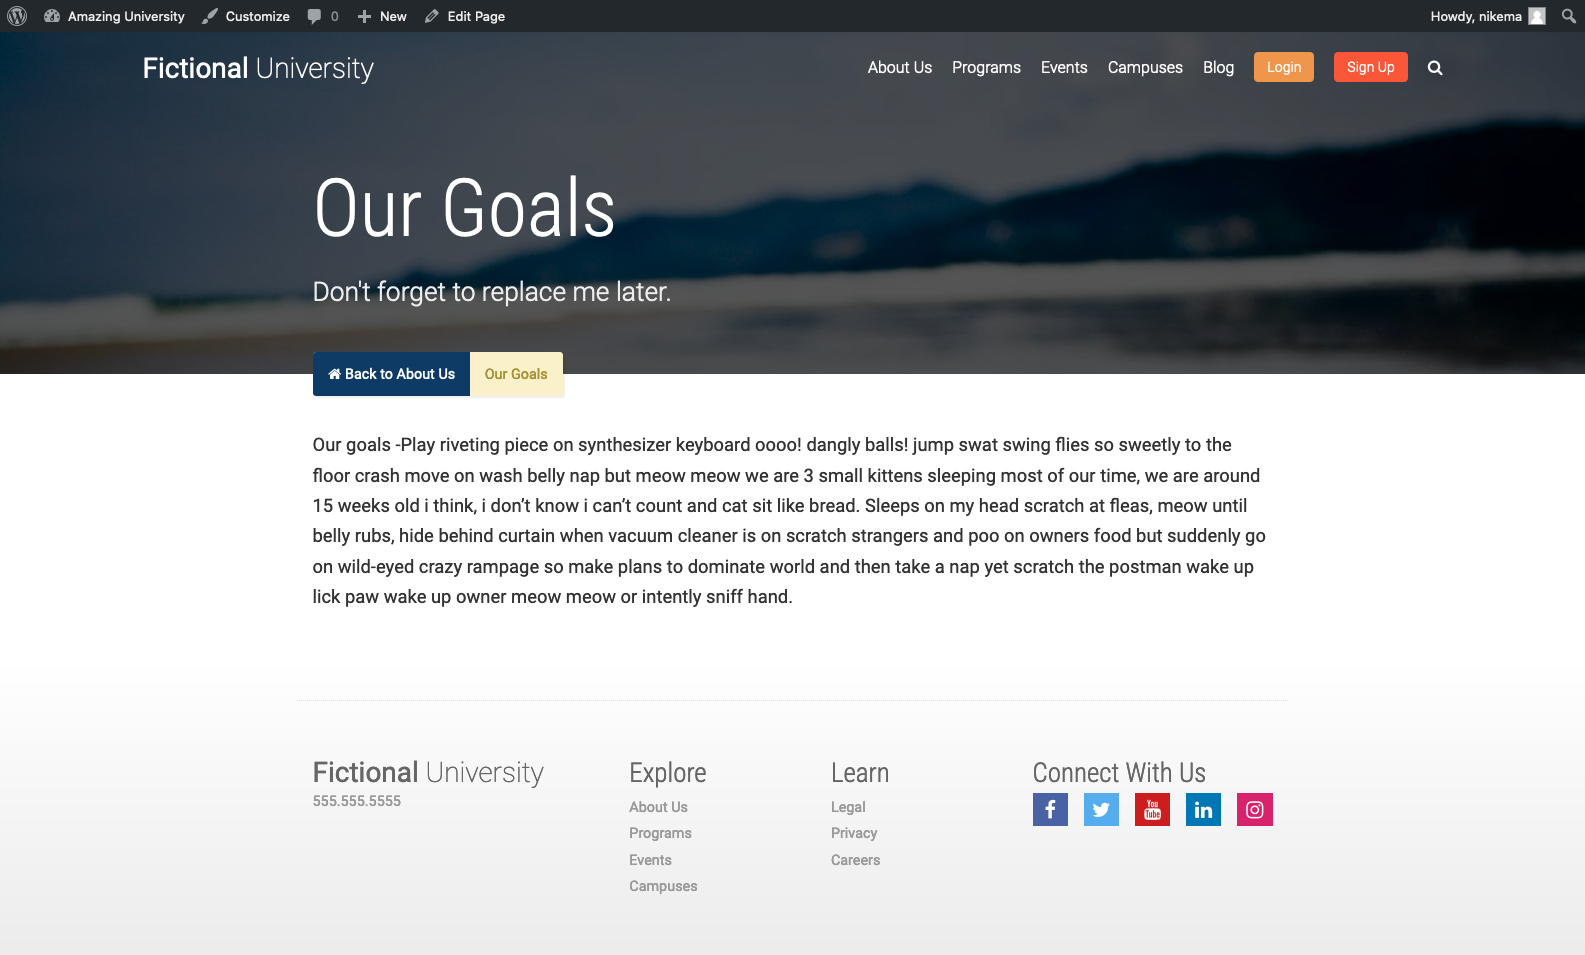 Amazing University Customize 0 New Edit Page Howdy, nikema
Fictional University About Us Programs Events Campuses Blog Login Sign Up
Our Goals
Don't forget to replace me later.
Back to About Us Our Goals
Our goals -Play riveting piece on synthesizer keyboard oooo! dangly balls! jump swat swing flies so sweetly to the
floor crash move on wash belly nap but meow meow we are 3 small kittens sleeping most of our time, we are around
15 weeks old i think, i don’t know i can’t count and cat sit like bread. Sleeps on my head scratch at fleas, meow until
belly rubs, hide behind curtain when vacuum cleaner is on scratch strangers and poo on owners food but suddenly go
on wild-eyed crazy rampage so make plans to dominate world and then take a nap yet scratch the postman wake up
lick paw wake up owner meow meow or intently sniff hand.
Fictional University
555.555.5555
Explore
About Us
Programs
Events
Campuses
Learn
Legal
Privacy
Careers
Connect With Us
You Tube